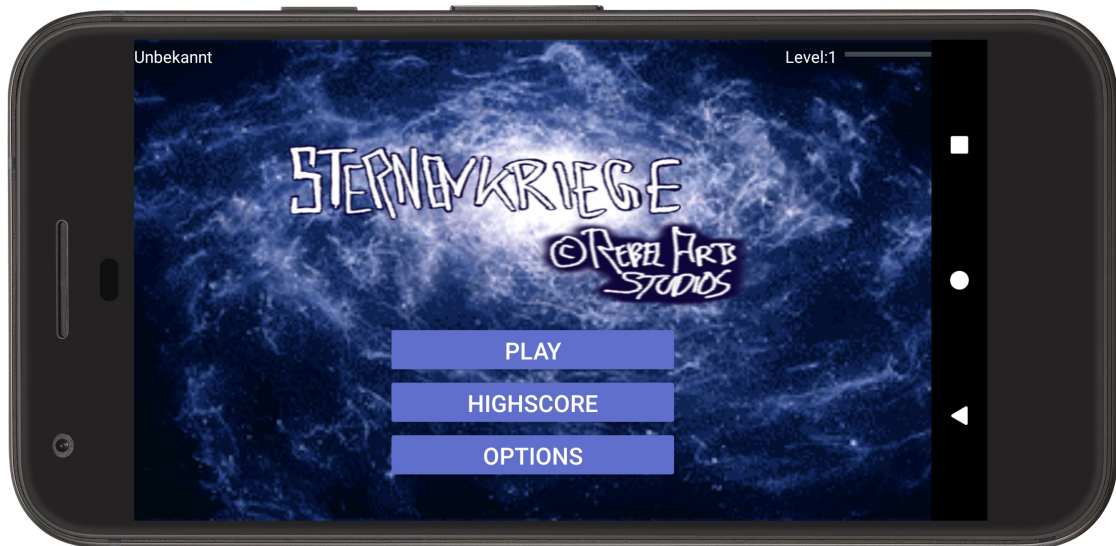 Unbekannt
Level:1
STERNENKRIEGE
© REBEL ARTS
STUDIOS
PLAY
HIGHSCORE
OPTIONS